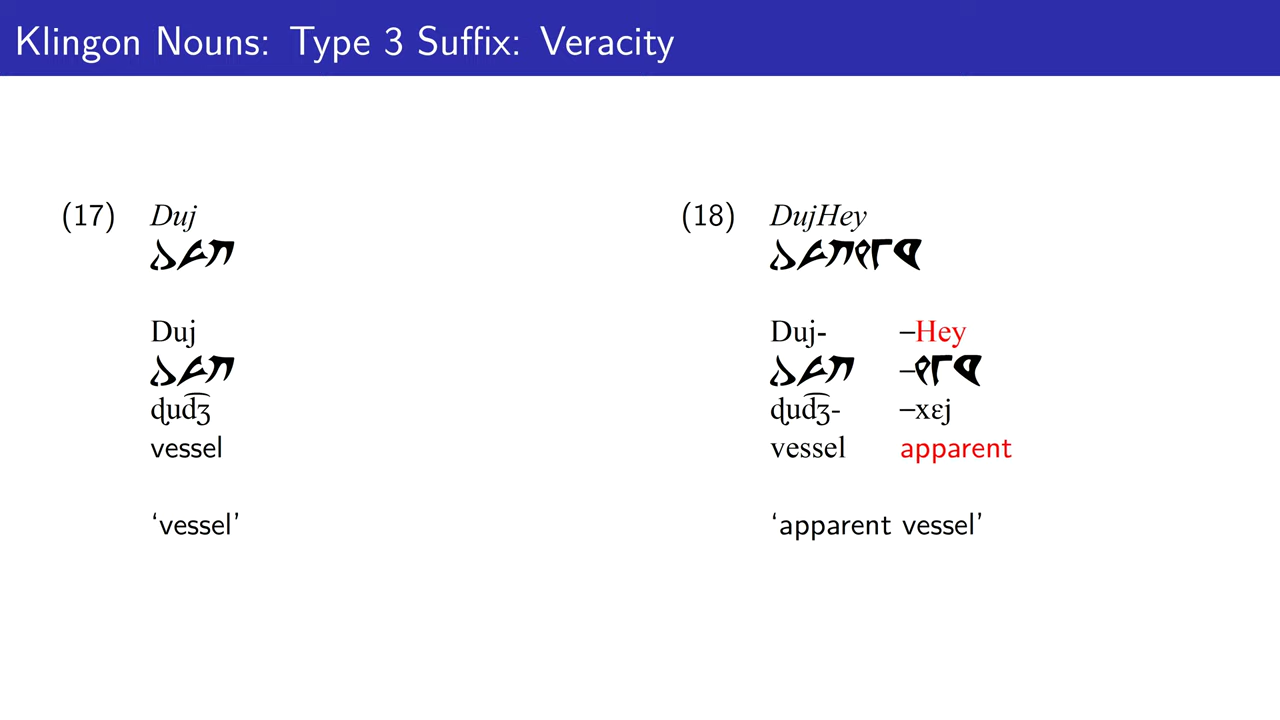 Klingon Nouns: Type 3 Suffix: Veracity
(17) Duj

Duj

ɖud͡ʒ
vessel
‘vessel’
(18) DujHey

Duj- –Hey
 –
ɖud͡ʒ- –xɛj
vessel apparent
‘apparent vessel’